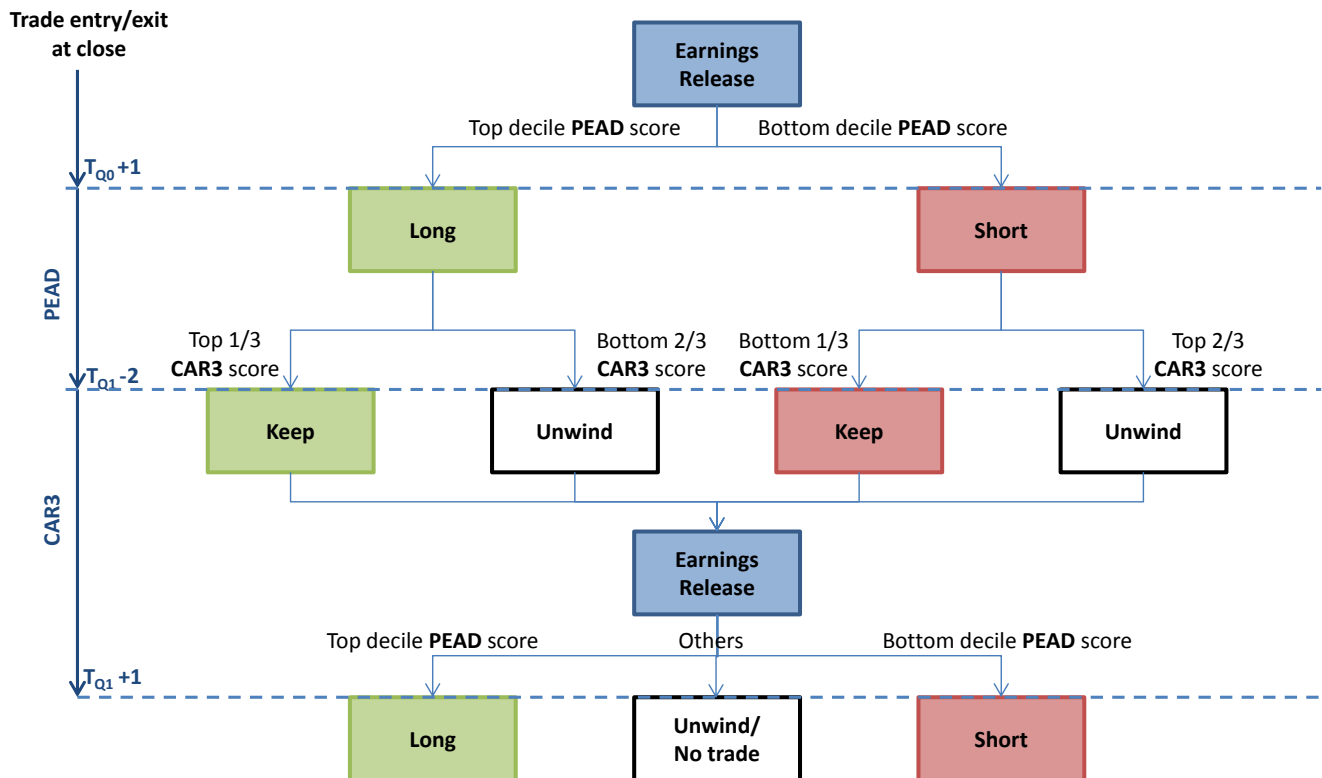 Trade entry/exit
at close
Earnings
Release
Top decile PEAD score
Bottom decile PEAD score
TQ0 +1
Long
Short
PEAD
Top 1/3
CAR3 score
Bottom 2/3
CAR3 score
Bottom 1/3
CAR3 score
Top 2/3
CAR3 score
TQ1 -2
Keep
Unwind
Keep
Unwind
CAR3
Earnings
Release
Top decile PEAD score
Others
Bottom decile PEAD score
TQ1 +1
Long
Unwind/
No trade
Short